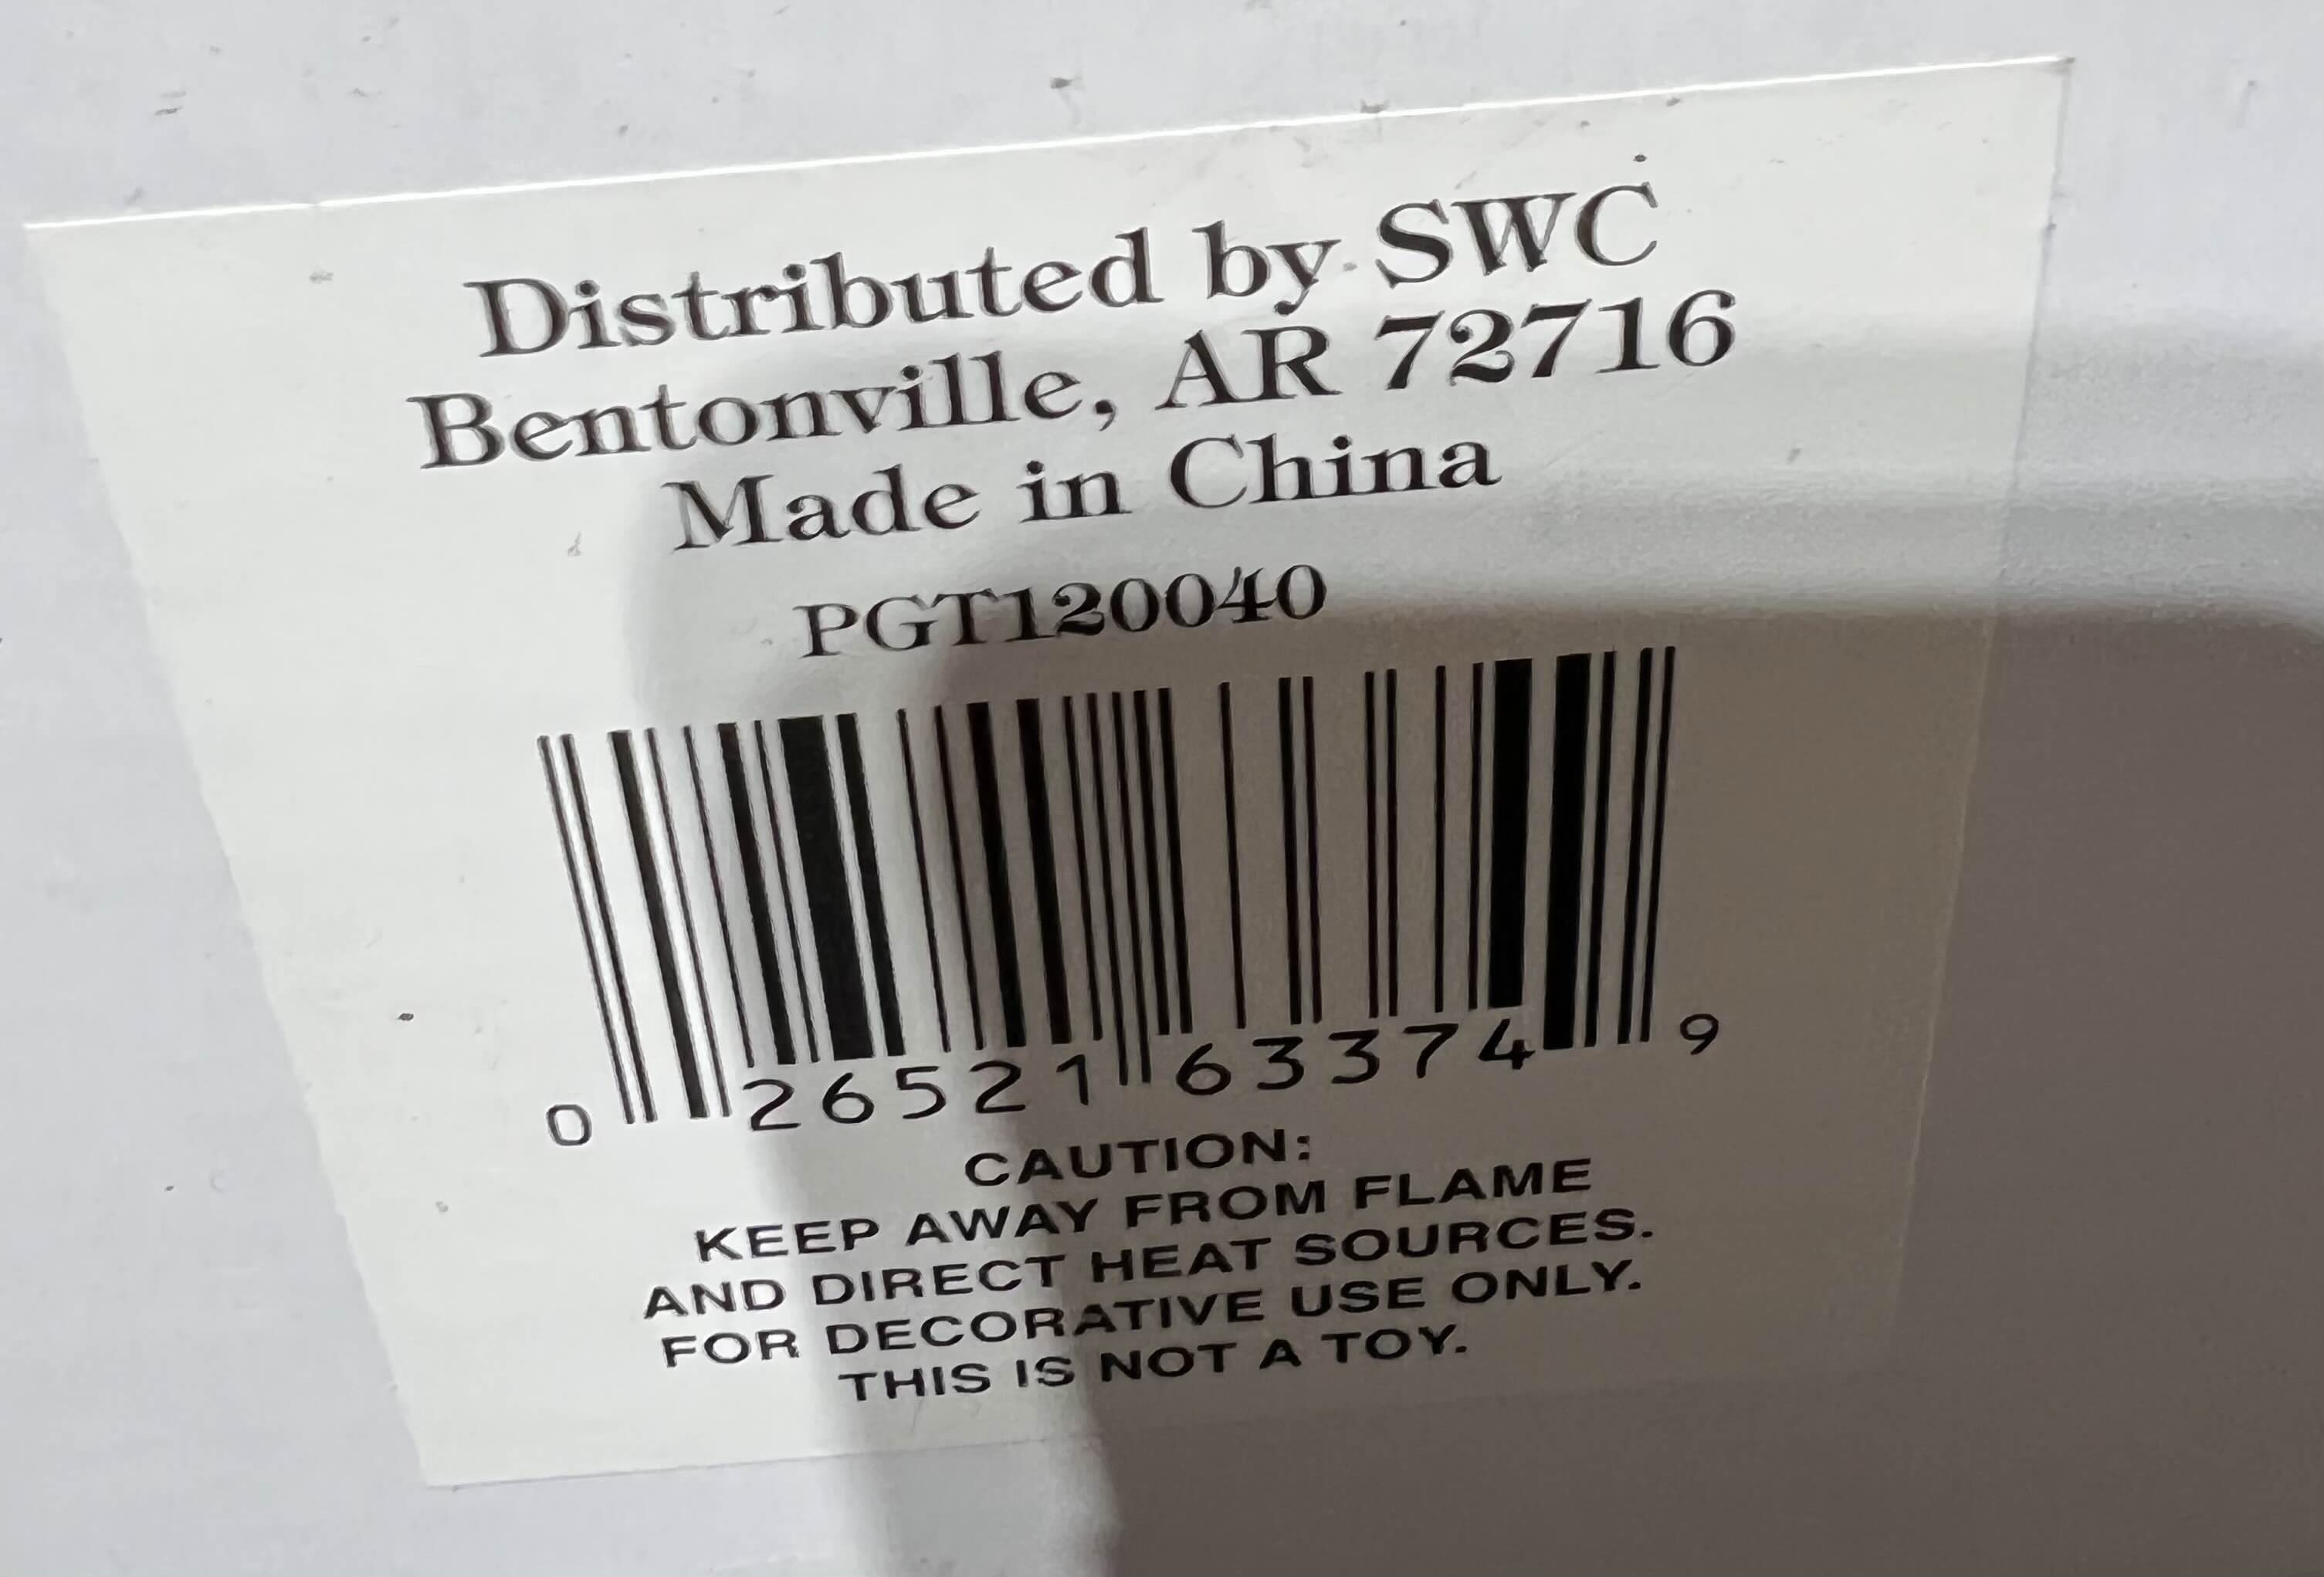 Distributed by SWC
Bentonville, AR 72716
Made in China
PGT120040
0 26521 63374 9
CAUTION:
KEEP AWAY FROM FLAME
AND DIRECT HEAT SOURCES.
FOR DECORATIVE USE ONLY.
THIS IS NOT A TOY.